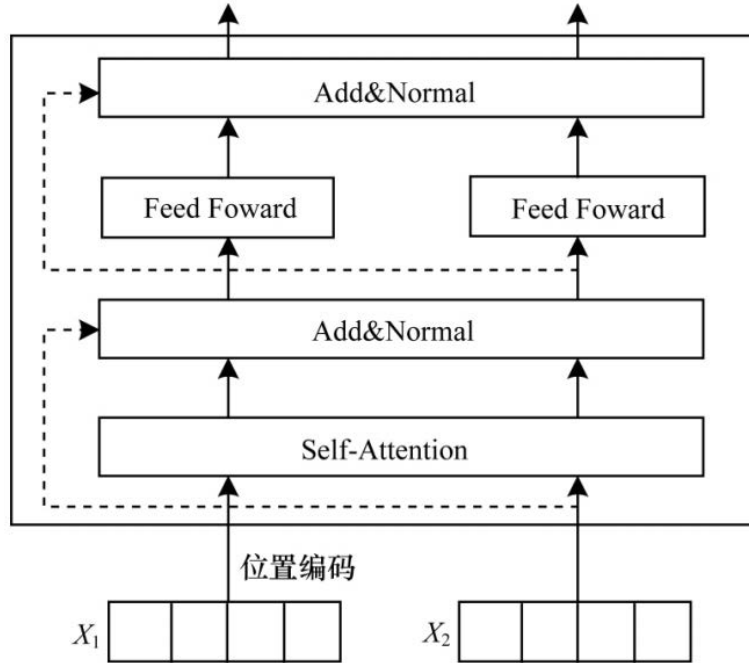 Add&Normal
Feed Foward
Feed Foward
Add&Normal
Self-Attention
位置编码
X1
X2